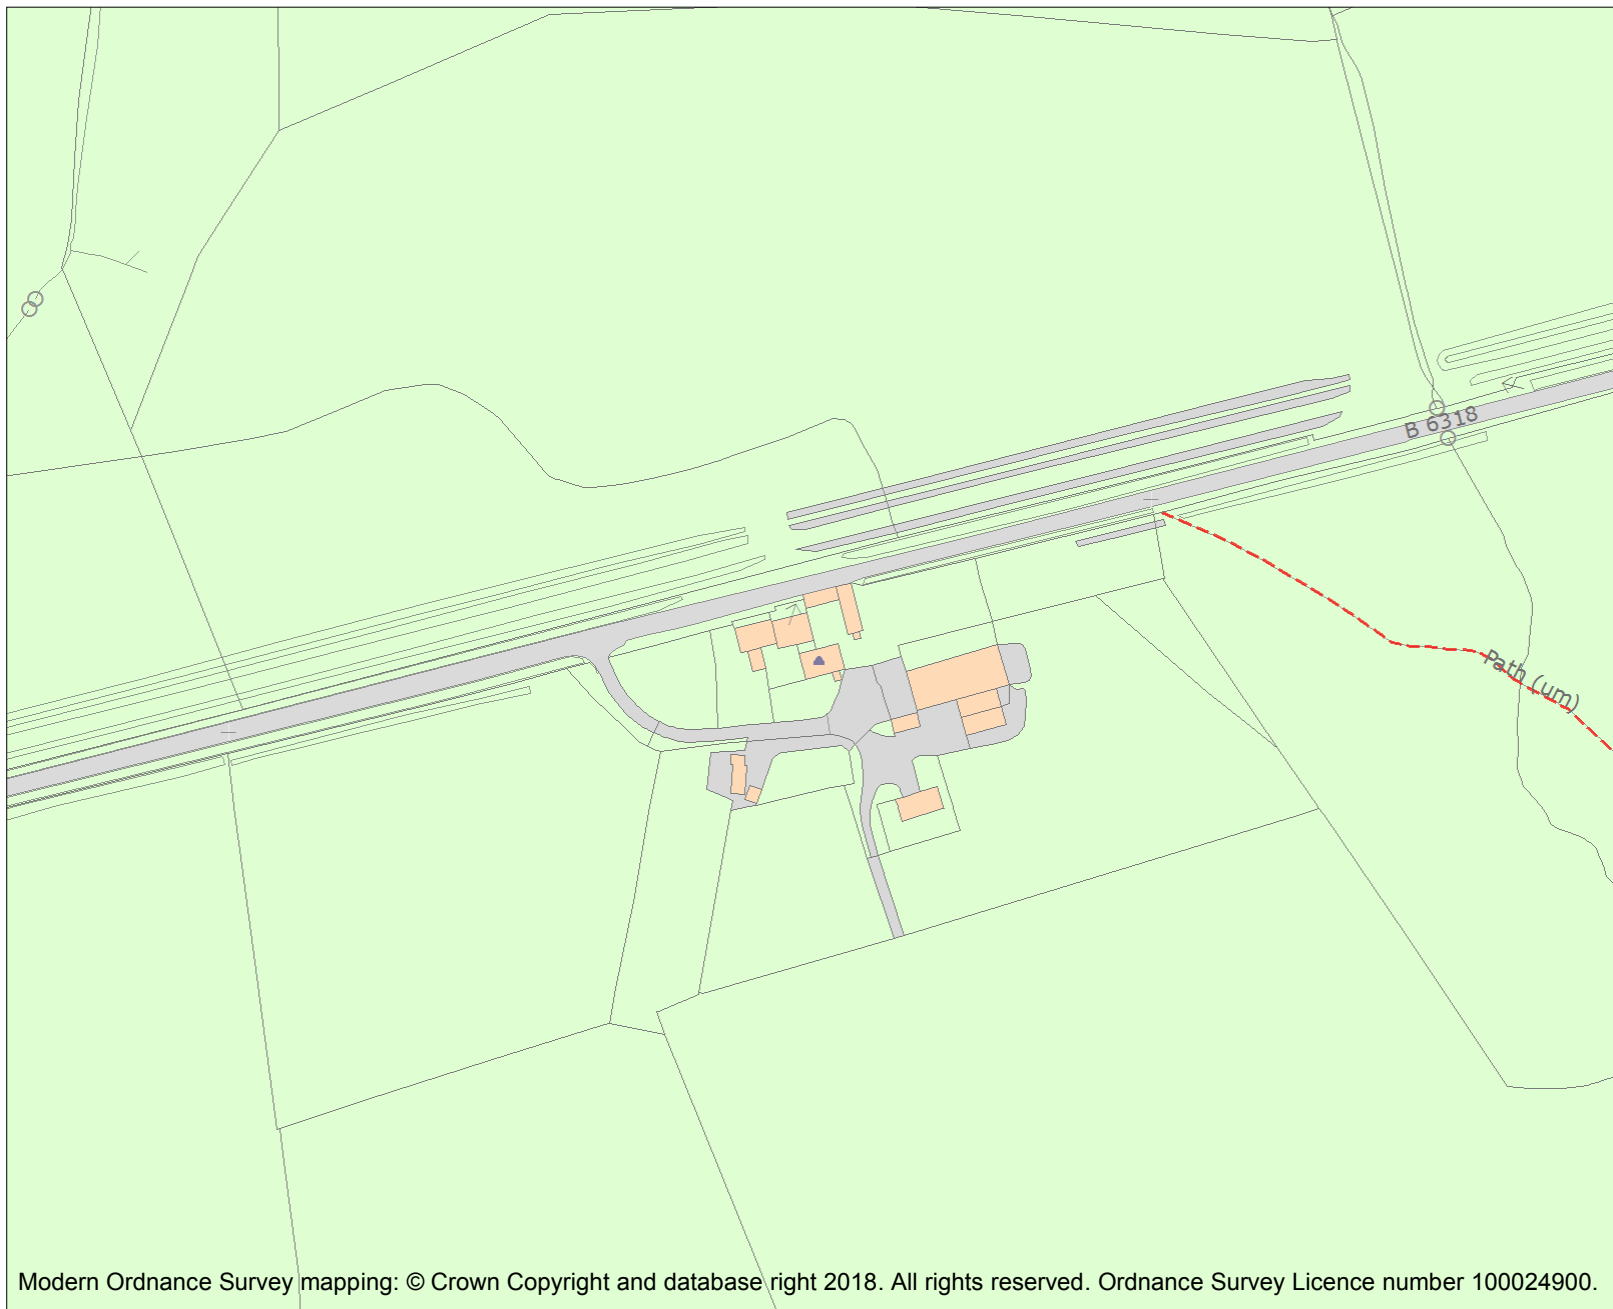 B 6318
Path (um)
Modern Ordnance Survey mapping: © Crown Copyright and database right 2018. All rights reserved. Ordnance Survey Licence number 100024900.